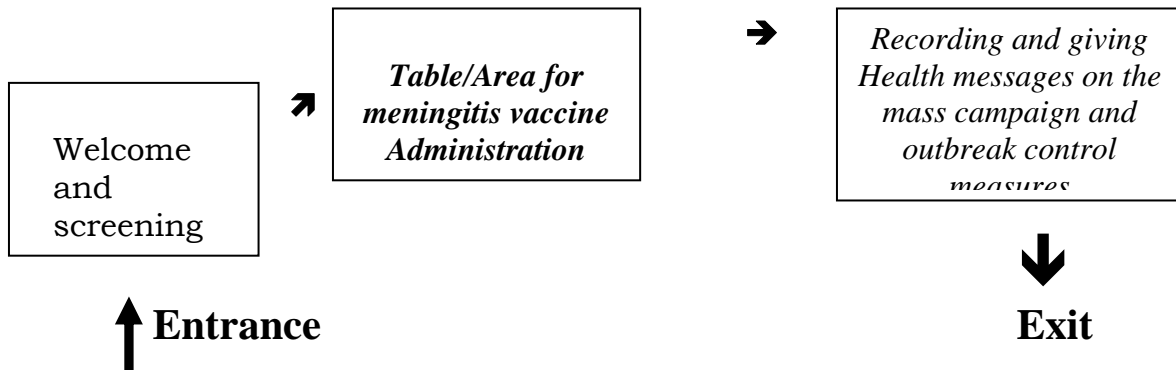 Welcome
and
screening
Table/Area for
meningitis vaccine
Administration
Recording and giving
Health messages on the
mass campaign and
outbreak control
measures
Entrance
Exit